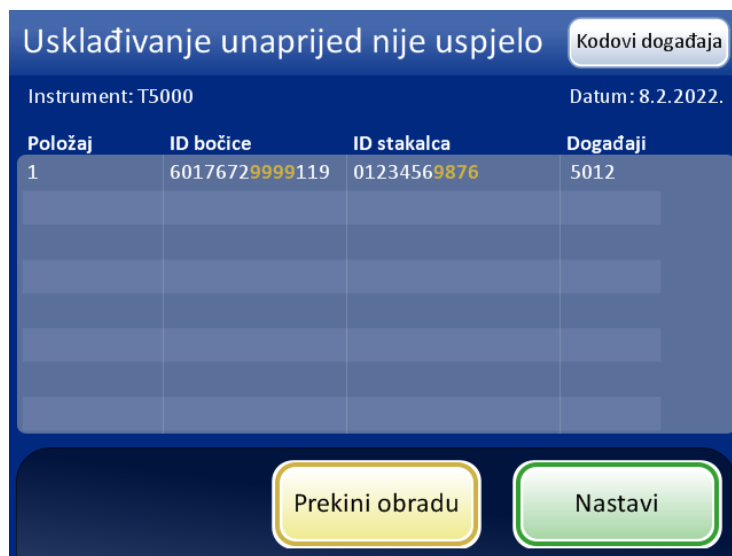 Usklađivanje unaprijed nije uspjelo
Kodovi događaja
Instrument: T5000
Datum: 8.2.2022.
Položaj ID bočice ID stakalca Događaji
1 60176729999119 01234569876 5012
Prekini obradu
Nastavi